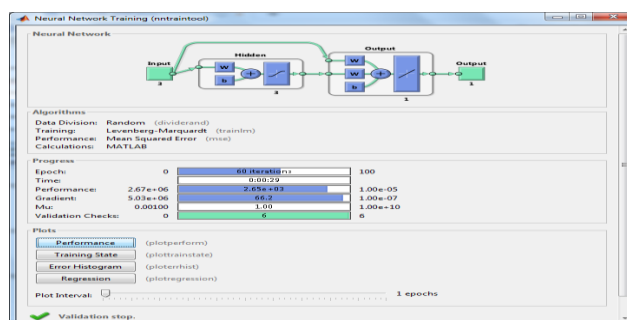 Neural Network Training (nntraintool)
Neural Network
Hidden
Output
Input
Output
W
b
W
W
b
3
3
1
1
Algorithms
Data Division: Random (dividerand)
Training: Levenberg-Marquardt (trainlm)
Performance: Mean Squared Error (mse)
Calculations: MATLAB
Progress
Epoch: 0 60 iterations 100
Time: 0:00:29
Performance: 2.67e+06 2.65e+03 1.00e-05
Gradient: 5.03e+06 66.2 1.00e-07
Mu: 0.00100 1.00 1.00e+10
Validation Checks: 0 6 6
Plots
Performance (plotperform)
Training State (plottrainstate)
Error Histogram (ploterrhist)
Regression (plotregression)
Plot Interval: 1 epochs
Validation stop.